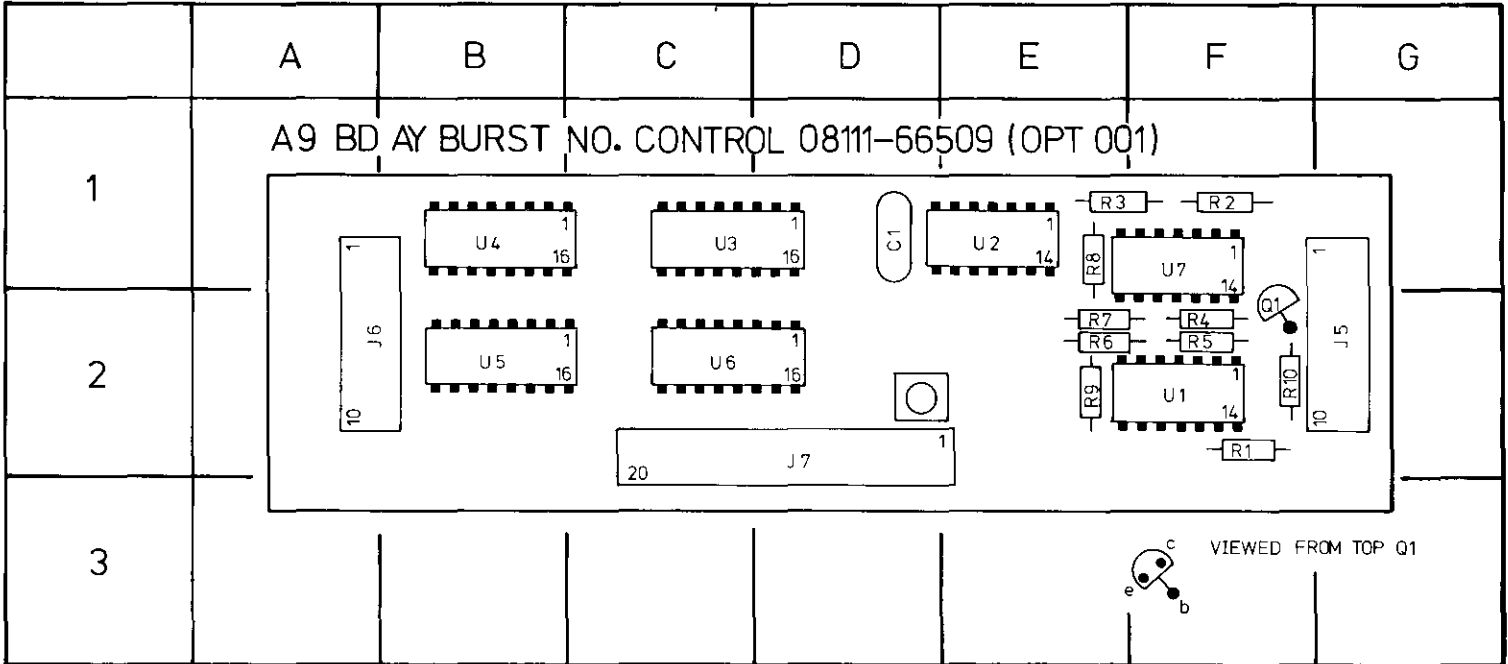 A B C D E F G
A9 BD AY BURST NO. CONTROL 08111-66509 (OPT 001)
1
R3 R2
1 U4 1 16
U3 1 16
C1
U2 1 14
R8
U7 1 14
1
Q1
J6
10
J5
10
R7 R4
R6 R5
2
U5 1 16
U6 1 16
R9
U1 1 14
R10
R1
J7 1
20
3
c
e
b
VIEWED FROM TOP Q1